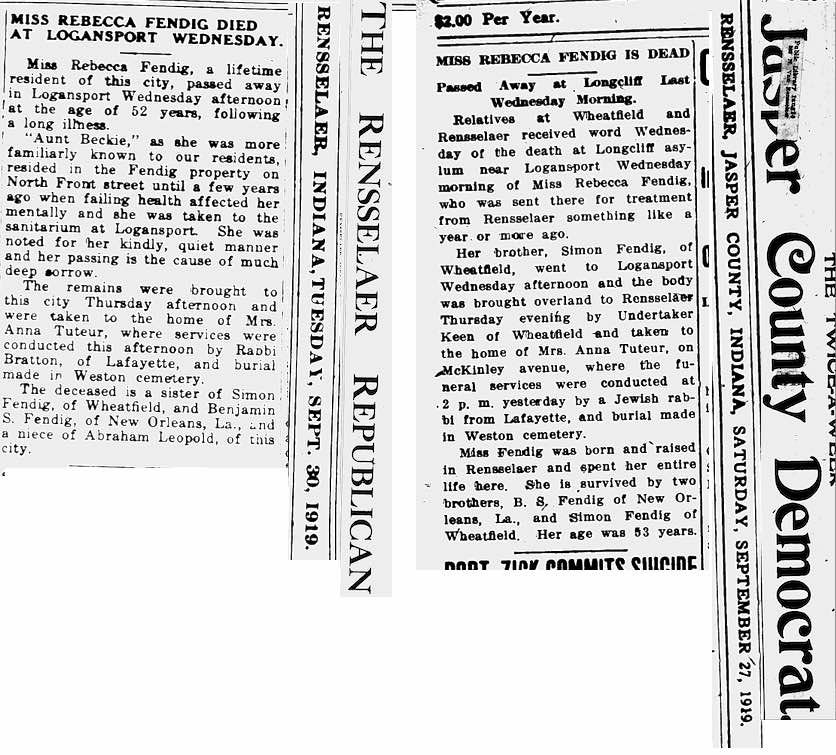 MISS REBECCA FENDIG DIED
AT LOGANSPORT WEDNESDAY.
Miss Rebecca Fendig, a lifetime
resident of this city, passed away
in Logansport Wednesday afternoon
at the age of 52 years, following
a long illness.
"Aunt Beckie," as she was more
familiarly known to our residents,
resided in the Fendig property on
North Front street until a few years
ago when failing health affected her
mentally and she was taken to the
sanitarium at Logansport. She was
noted for her kindly, quiet manner
and her passing is the cause of much
deep sorrow.
The remains were brought to
this city Thursday afternoon and
were taken to the home of Mrs.
Anna Tuteur, where services were
conducted this afternoon by Rabbi
Bratton, of Lafayette, and burial
made in Weston cemetery.
The deceased is a sister of Simon
Fendig, of Wheatfield, and Benjamin
S. Fendig, of New Orleans, La., and
a niece of Abraham Leopold, of this
city.
RENSSELAER, INDIANA, TUESDAY, SEPT. 30, 1919.
THE RENSSELAER REPUBLICAN
$2.00 Per Year.
MISS REBECCA FENDIG IS DEAD
Passed Away at Longcliff Last
Wednesday Morning.
Relatives at Wheatfield and
Rensselaer received word Wednes-
day of the death at Longcliff asy-
lum near Logansport Wednesday
morning of Miss Rebecca Fendig,
who was sent there for treatment
from Rensselaer something like a
year or more ago.
Her brother, Simon Fendig, of
Wheatfield, went to Logansport
Wednesday afternoon and the body
was brought overland to Rensselaer
Thursday evening by Undertaker
Keen of Wheatfield and taken to
the home of Mrs. Anna Tuteur, on
McKinley avenue, where the fu-
neral services were conducted at
2 p. m. yesterday by a Jewish rab-
bi from Lafayette, and burial made
in Weston cemetery.
Miss Fendig was born and raised
in Rensselaer and spent her entire
life here. She is survived by two
brothers, B. S. Fendig of New Or-
leans, La., and Simon Fendig of
Wheatfield. Her age was 53 years.
PORT. ZICK COMMITS SUICIDE
RENSSELAER, JASPER COUNTY, INDIANA, SATURDAY, SEPTEMBER 27, 1919.
Jasper County Democrat
THE TWICE-A-WEEK